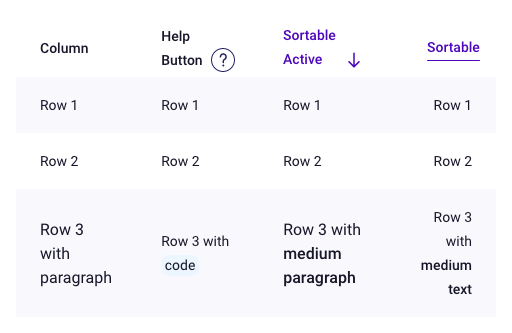 Column
Help
Button ?
Sortable
Active
Sortable
Row 1
Row 1
Row 1
Row 1
Row 2
Row 2
Row 2
Row 2
Row 3
with
paragraph
Row 3 with
code
Row 3 with
medium
paragraph
Row 3
with
medium
text